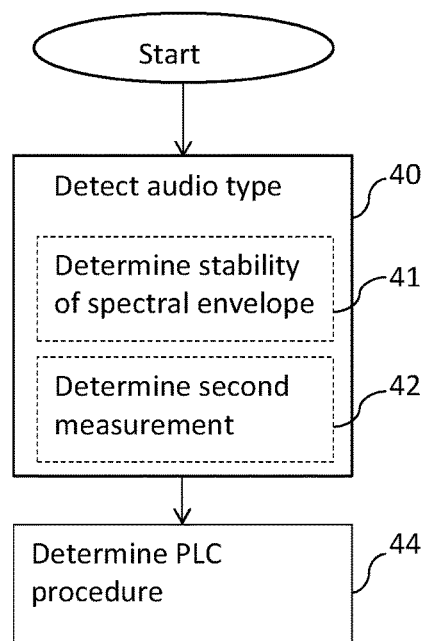 Start
Detect audio type
40
Determine stability
of spectral envelope
41
Determine second
measurement
42
Determine PLC
procedure
44